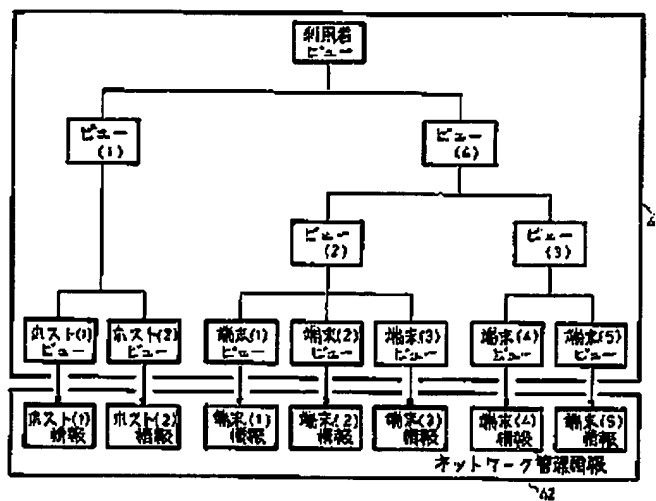 利用者
ビュー
ビュー
(1)
ビュー
(6)
ビュー
(2)
ビュー
(3)
ホスト(1)
ビュー
ホスト(2)
ビュー
端末(1)
ビュー
端末(2)
ビュー
端末(3)
ビュー
端末(4)
ビュー
端末(5)
ビュー
ホスト(1)
情報
ホスト(2)
情報
端末(1)
情報
端末(2)
情報
端末(3)
情報
端末(4)
情報
端末(5)
情報
ネットワーク管理情報
42